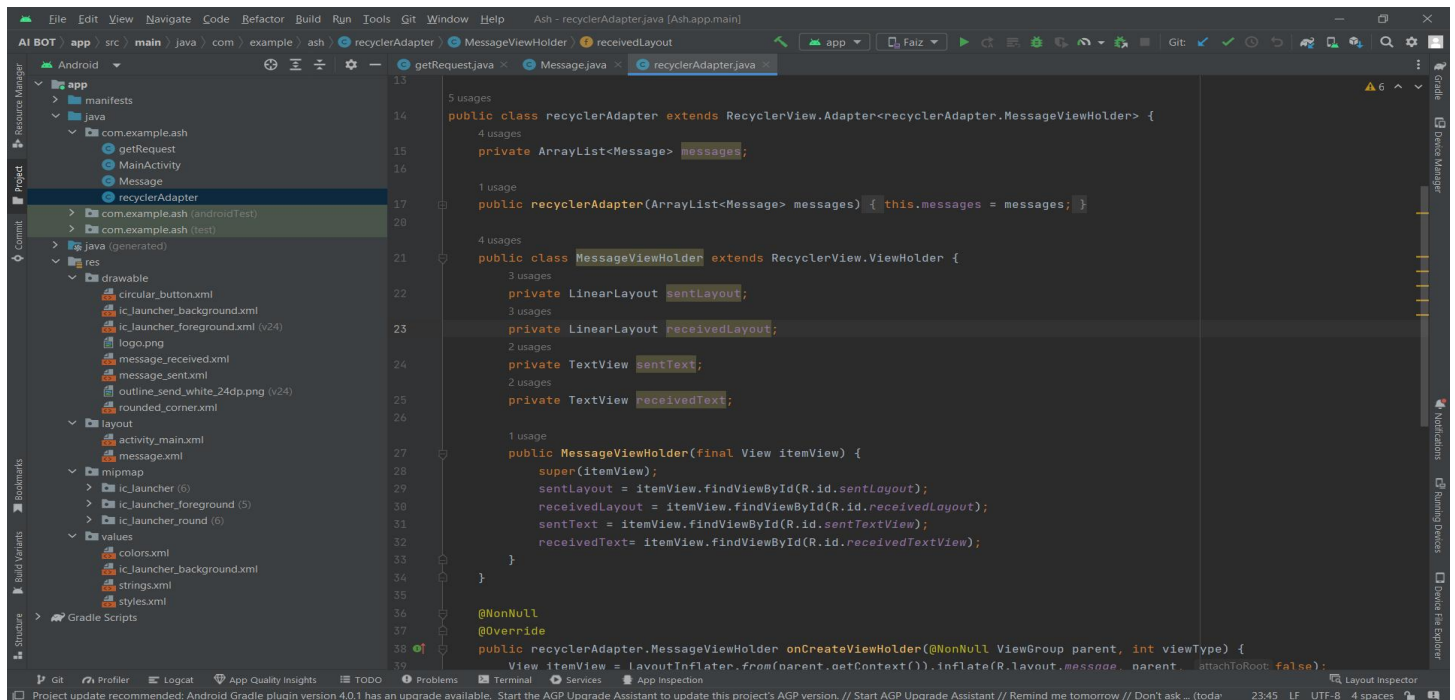 File Edit View Navigate Code Refactor Build Run Tools Git Window Help Ash - recyclerAdapter.java [Ash.app.main]
AI BOT app src main java com example ash recyclerAdapter MessageViewHolder receivedLayout app Faiz Git:
Android
getRequest.java Message.java recyclerAdapter.java
Resource Manager
Project
Commit
Bookmarks
Build Variants
Structure
app
manifests
java
com.example.ash
getRequest
MainActivity
Message
recyclerAdapter
com.example.ash (androidTest)
com.example.ash (test)
java (generated)
res
drawable
circular_button.xml
ic_launcher_background.xml
ic_launcher_foreground.xml (v24)
logo.png
message_received.xml
message_sent.xml
outline_send_white_24dp.png (v24)
rounded_corner.xml
layout
activity_main.xml
message.xml
mipmap
ic_launcher (6)
ic_launcher_foreground (5)
ic_launcher_round (6)
values
colors.xml
ic_launcher_background.xml
strings.xml
styles.xml
Gradle Scripts
6
13
5 usages
14 public class recyclerAdapter extends RecyclerView.Adapter<recyclerAdapter.MessageViewHolder> {
4 usages
15 private ArrayList<Message> messages;
16
1 usage
17 public recyclerAdapter(ArrayList<Message> messages) { this.messages = messages; }
20
4 usages
21 public class MessageViewHolder extends RecyclerView.ViewHolder {
3 usages
22 private LinearLayout sentLayout;
3 usages
23 private LinearLayout receivedLayout;
2 usages
24 private TextView sentText;
2 usages
25 private TextView receivedText;
26
1 usage
27 public MessageViewHolder(final View itemView) {
28 super(itemView);
29 sentLayout = itemView.findViewById(R.id.sentLayout);
30 receivedLayout = itemView.findViewById(R.id.receivedLayout);
31 sentText = itemView.findViewById(R.id.sentTextView);
32 receivedText= itemView.findViewById(R.id.receivedTextView);
33 }
34 }
35
36 @NonNull
37 @Override
38 public recyclerAdapter.MessageViewHolder onCreateViewHolder(@NonNull ViewGroup parent, int viewType) {
39 View itemView = LayoutInflater.from(parent.getContext()).inflate(R.layout.message, parent, attachToRoot: false);
Gradle
Device Manager
Notifications
Running Devices
Device File Explorer
Git Profiler Logcat App Quality Insights TODO Problems Terminal Services App Inspection Layout Inspector
Project update recommended: Android Gradle plugin version 4.0.1 has an upgrade available. Start the AGP Upgrade Assistant to update this project's AGP version. // Start AGP Upgrade Assistant // Remind me tomorrow // Don't ask ... (toda 23:45 LF UTF-8 4 spaces